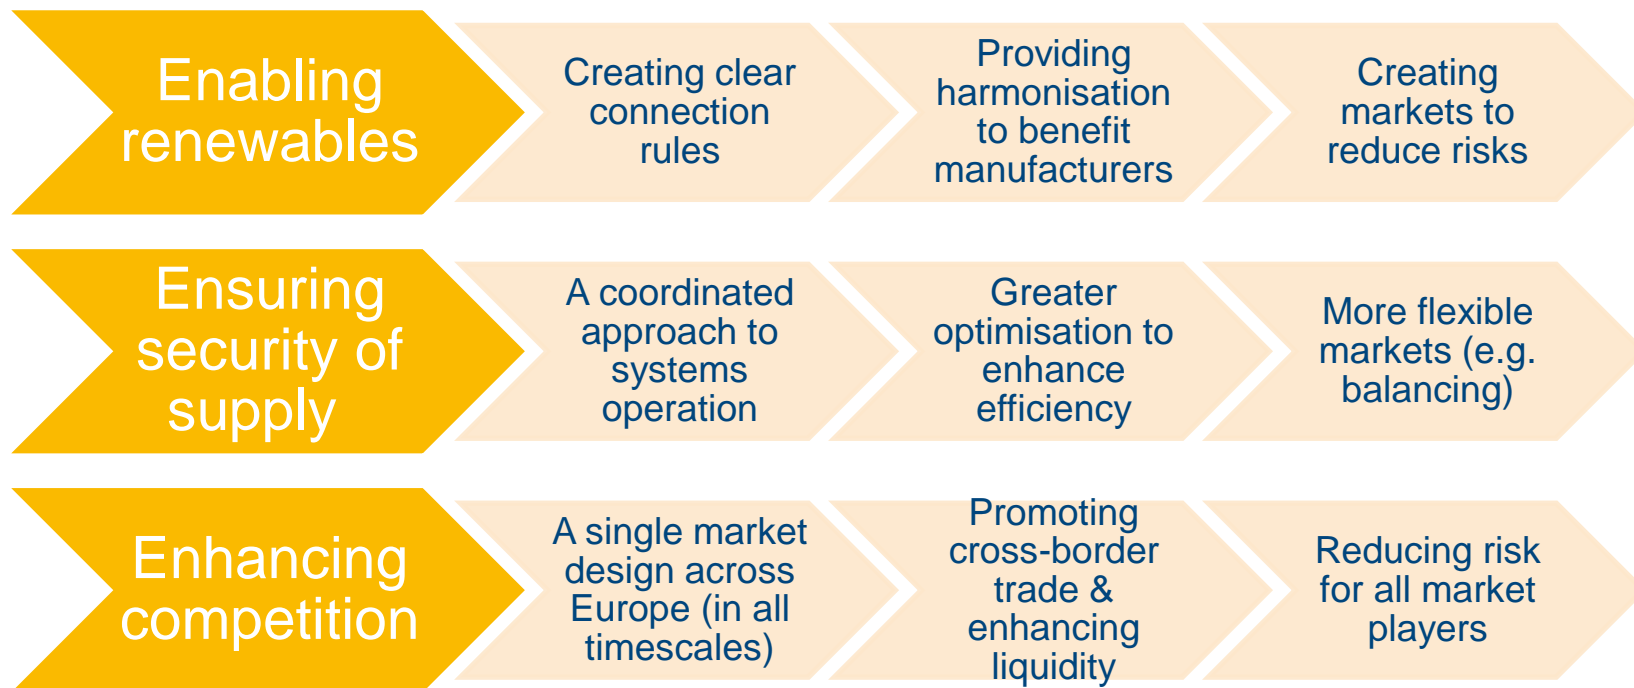 Enabling
renewables
Creating clear
connection
rules
Providing
harmonisation
to benefit
manufacturers
Creating
markets to
reduce risks
Ensuring
security of
supply
A coordinated
approach to
systems
operation
Greater
optimisation to
enhance
efficiency
More flexible
markets (e.g.
balancing)
Enhancing
competition
A single market
design across
Europe (in all
timescales)
Promoting
cross-border
trade &
enhancing
liquidity
Reducing risk
for all market
players